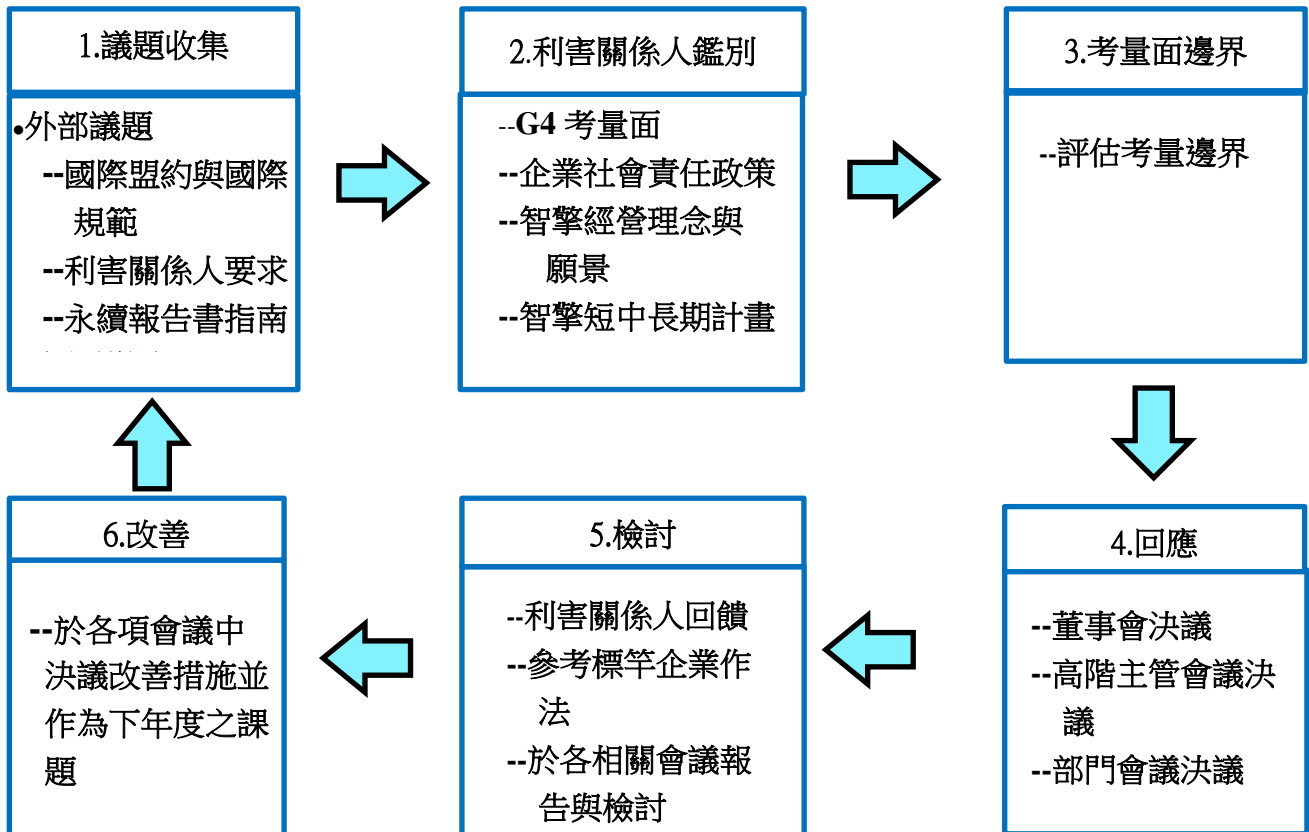 1.議題收集
•外部議題
--國際盟約與國際
規範
--利害關係人要求
--永續報告書指南
2.利害關係人鑑別
--G4 考量面
--企業社會責任政策
--智擎經營理念與
願景
--智擎短中長期計畫
3.考量面邊界
--評估考量邊界
4.回應
--董事會決議
--高階主管會議決
議
--部門會議決議
5.檢討
--利害關係人回饋
--參考標竿企業作
法
--於各相關會議報
告與檢討
6.改善
--於各項會議中
決議改善措施並
作為下年度之課
題